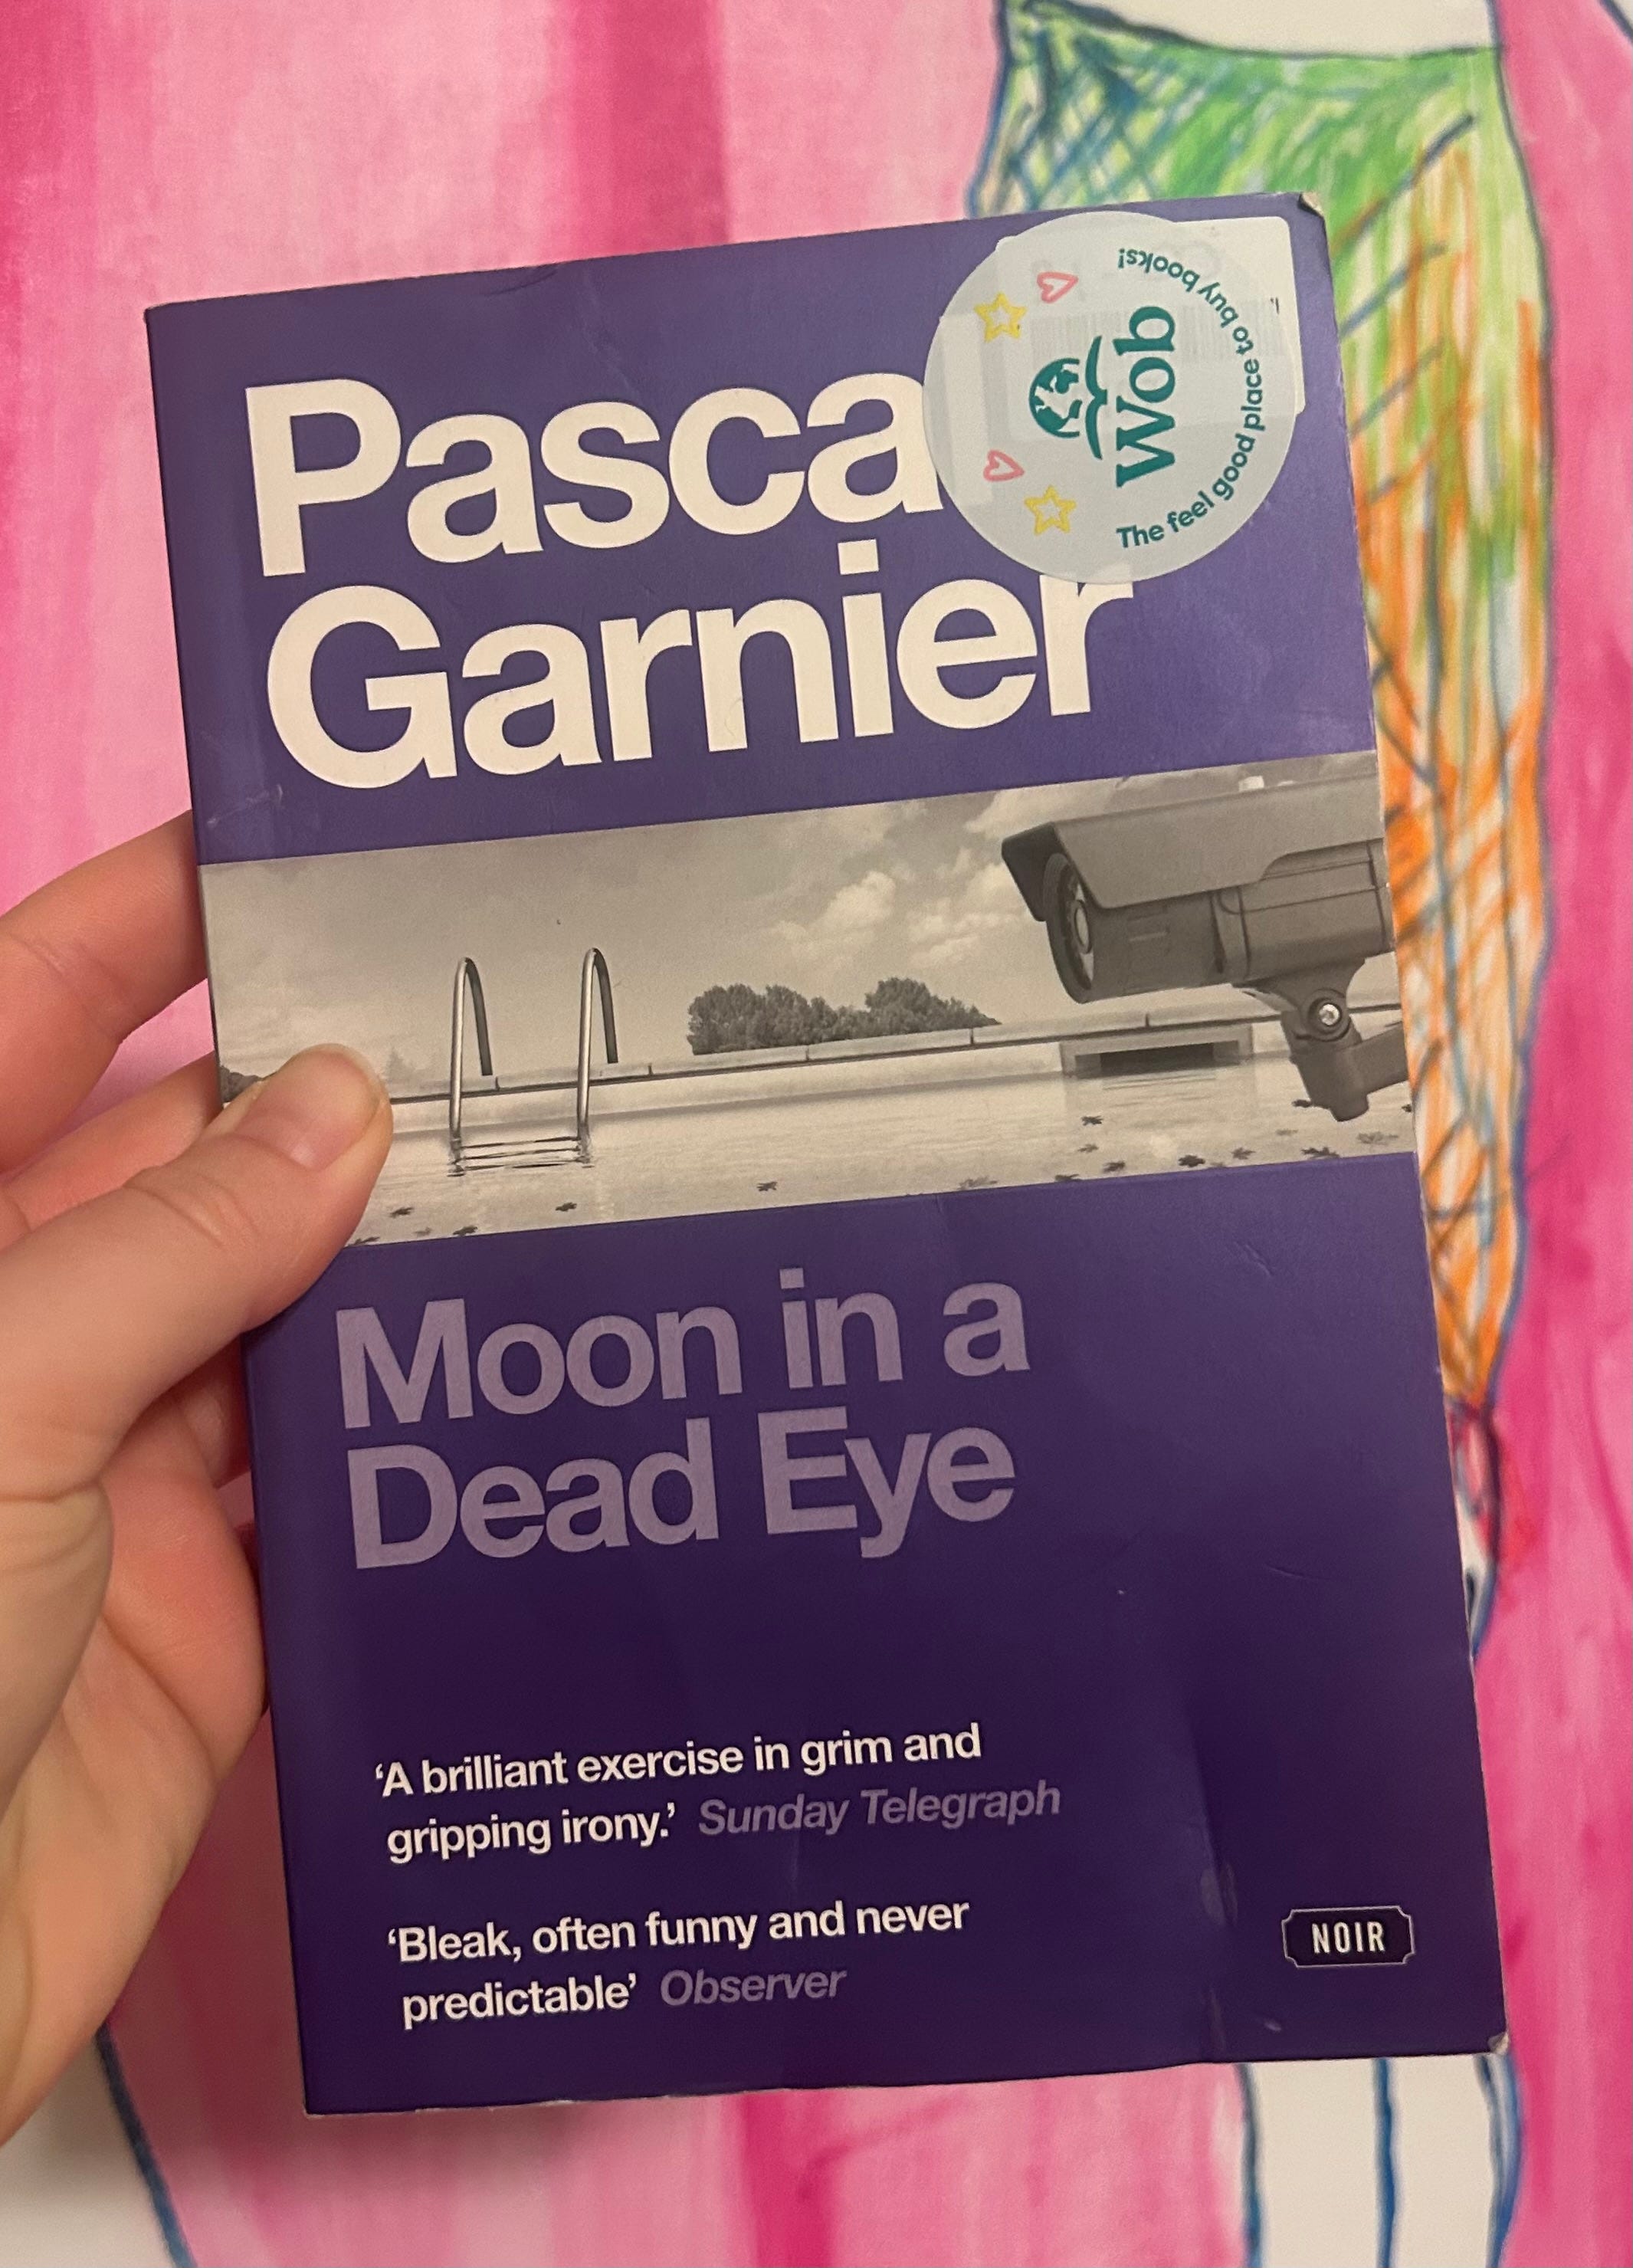 Pasca
Garnier
The feel good place to buy books!
Wob
Moon in a
Dead Eye
‘A brilliant exercise in grim and
gripping irony.’ Sunday Telegraph
‘Bleak, often funny and never
predictable’ Observer
NOIR